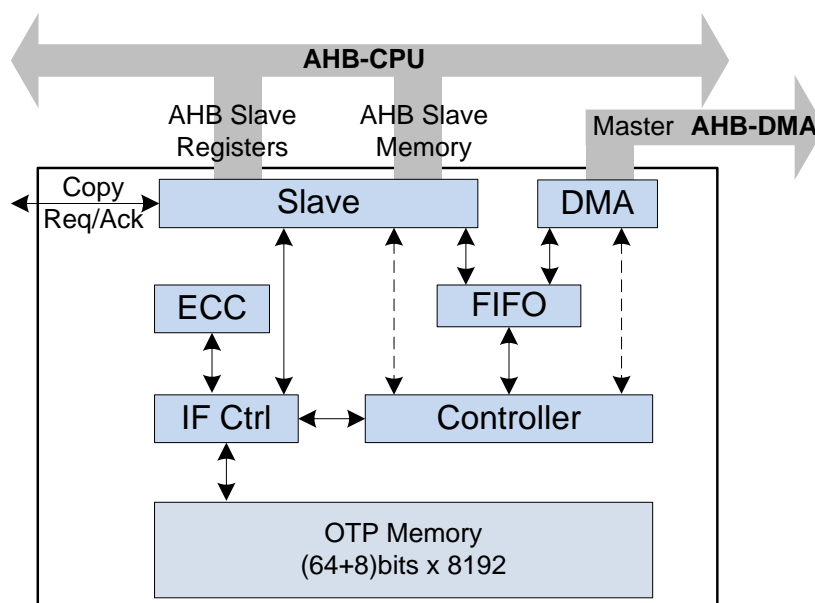 AHB-CPU
AHB Slave
Registers
AHB Slave
Memory
Master AHB-DMA
Copy
Req/Ack
Slave
DMA
ECC
FIFO
IF Ctrl
Controller
OTP Memory
(64+8)bits x 8192